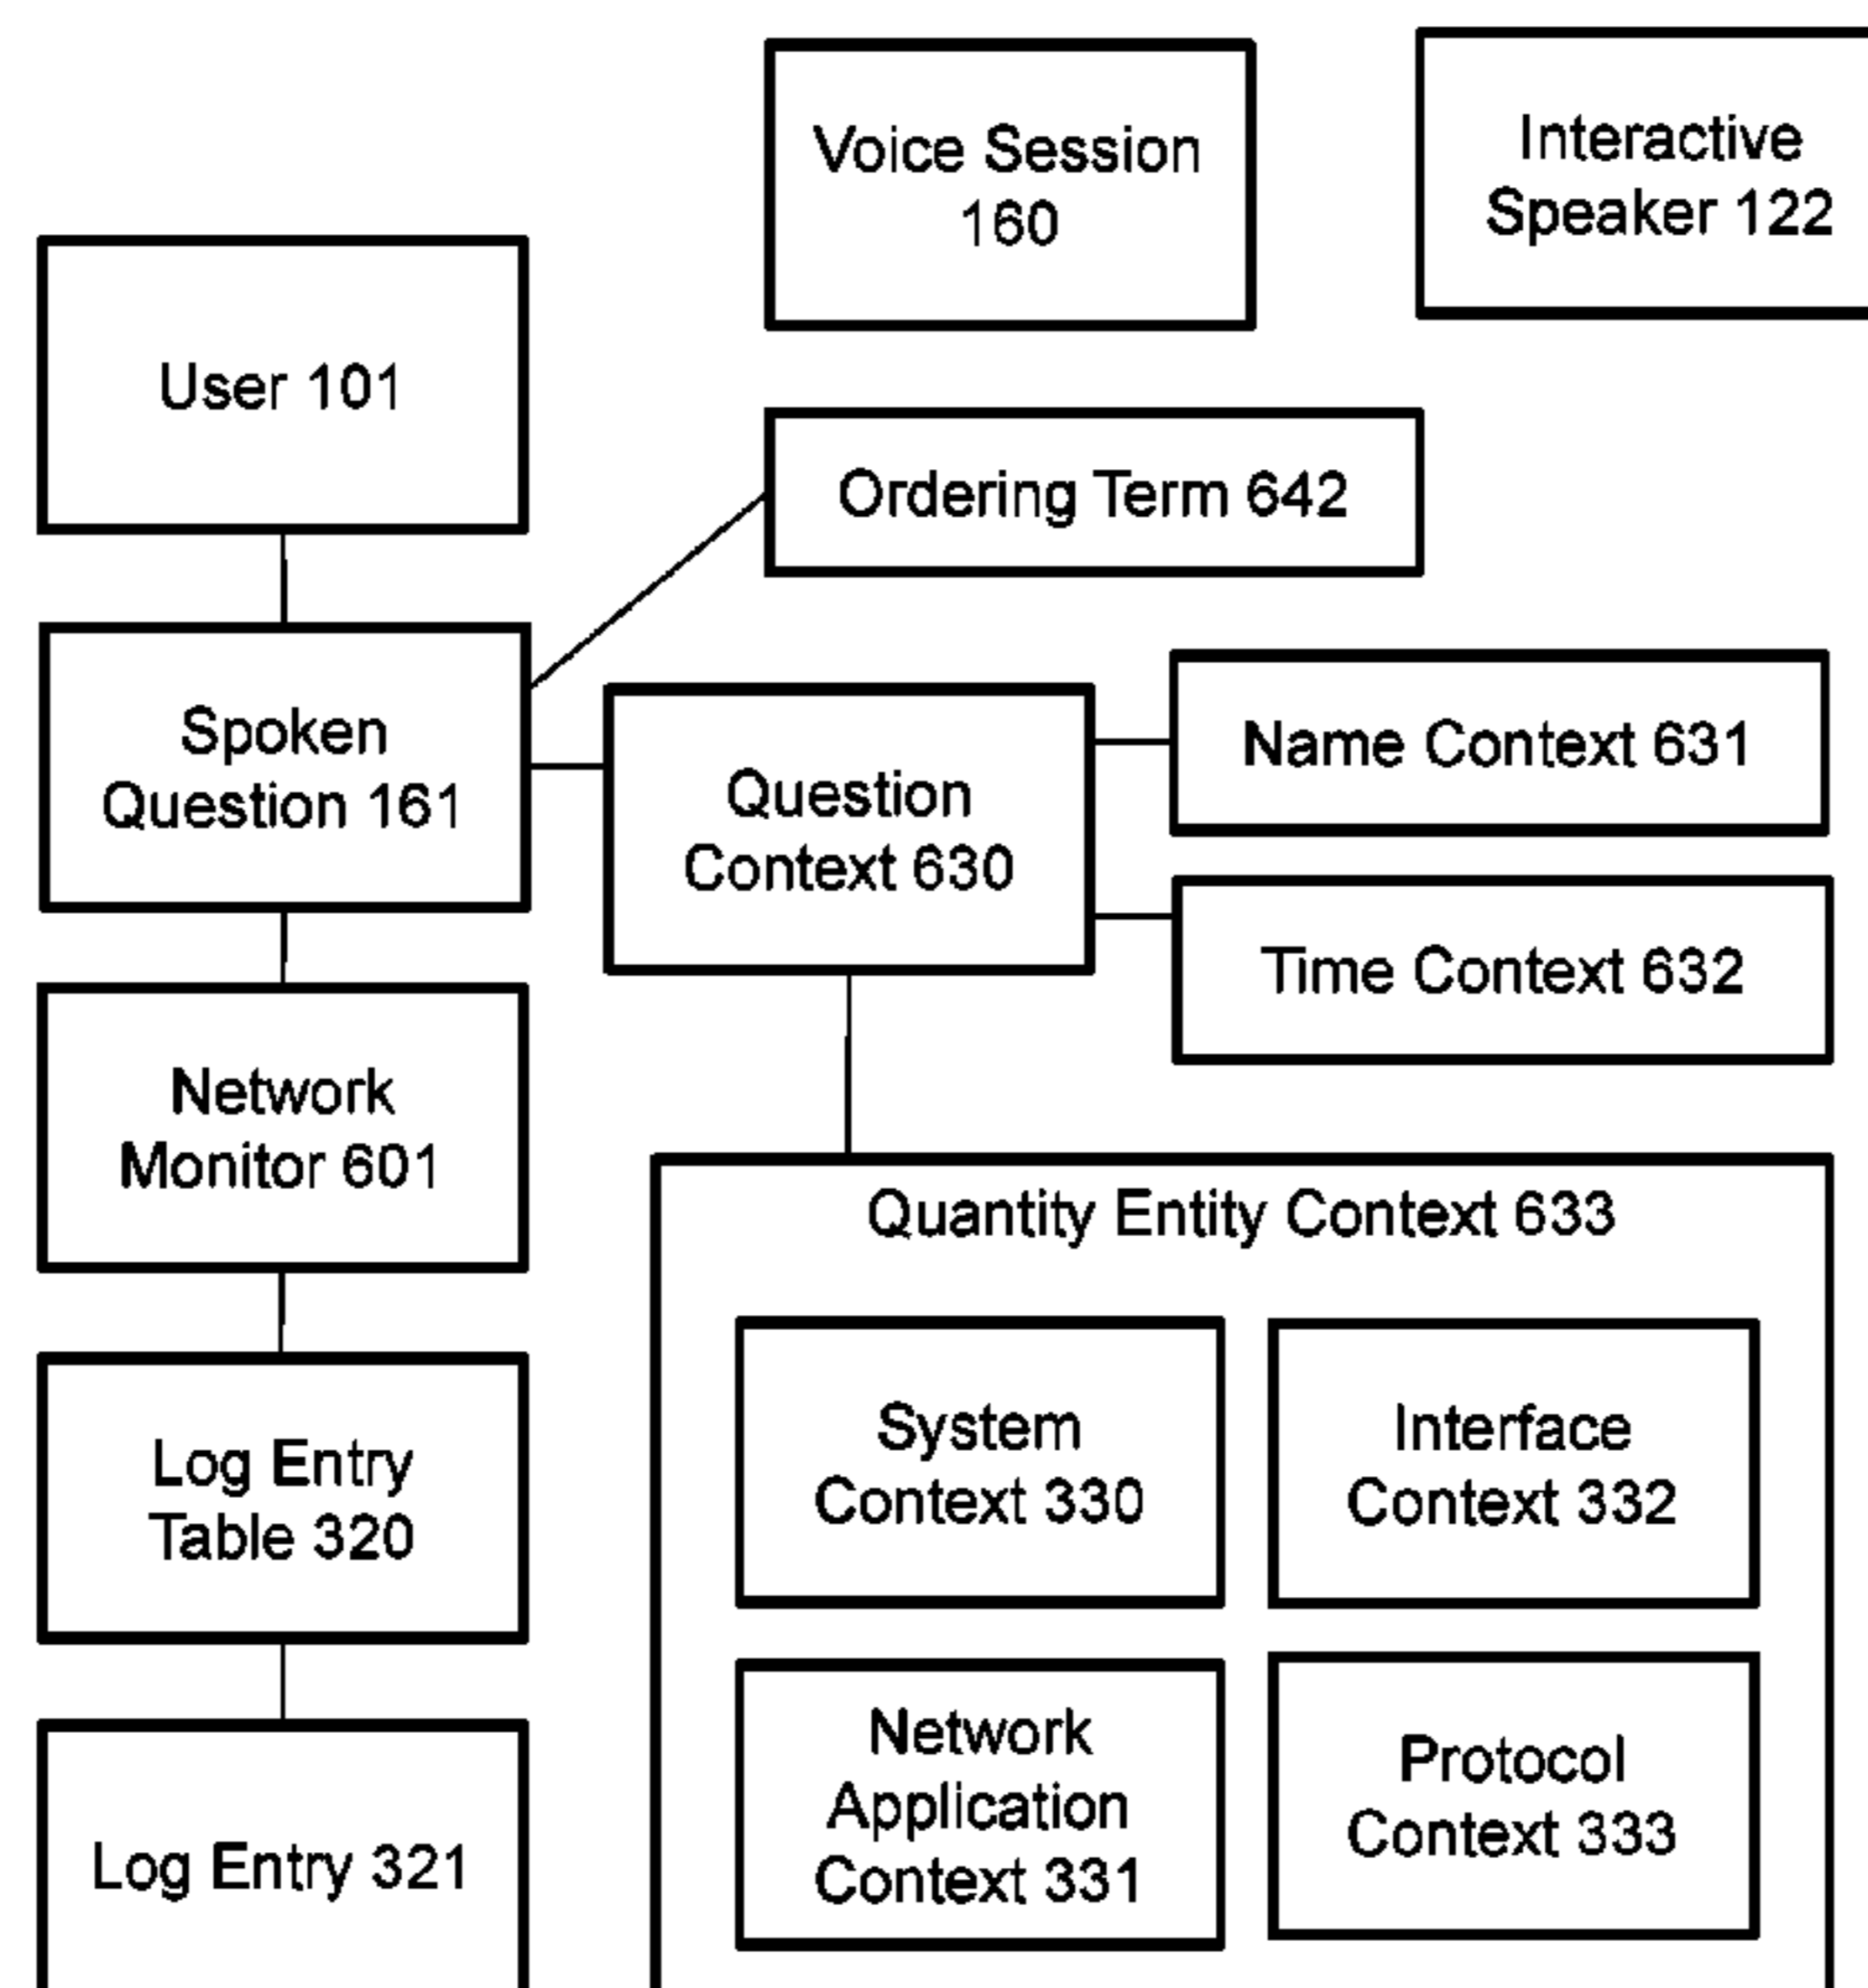 Voice Session
160
Interactive
Speaker 122
User 101
Ordering Term 642
Spoken
Question 161
Question
Context 630
Name Context 631
Time Context 632
Network
Monitor 601
Quantity Entity Context 633
Log Entry
Table 320
System
Context 330
Interface
Context 332
Log Entry 321
Network
Application
Context 331
Protocol
Context 333